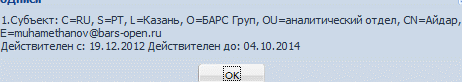 1.Субъект: C=RU, S=PT, L=Казань, O=БАРС Груп, OU=аналитический отдел, CN=Айдар,
E=muhamethanov@bars-open.ru
Действителен с: 19.12.2012 Действителен до: 04.10.2014
OK